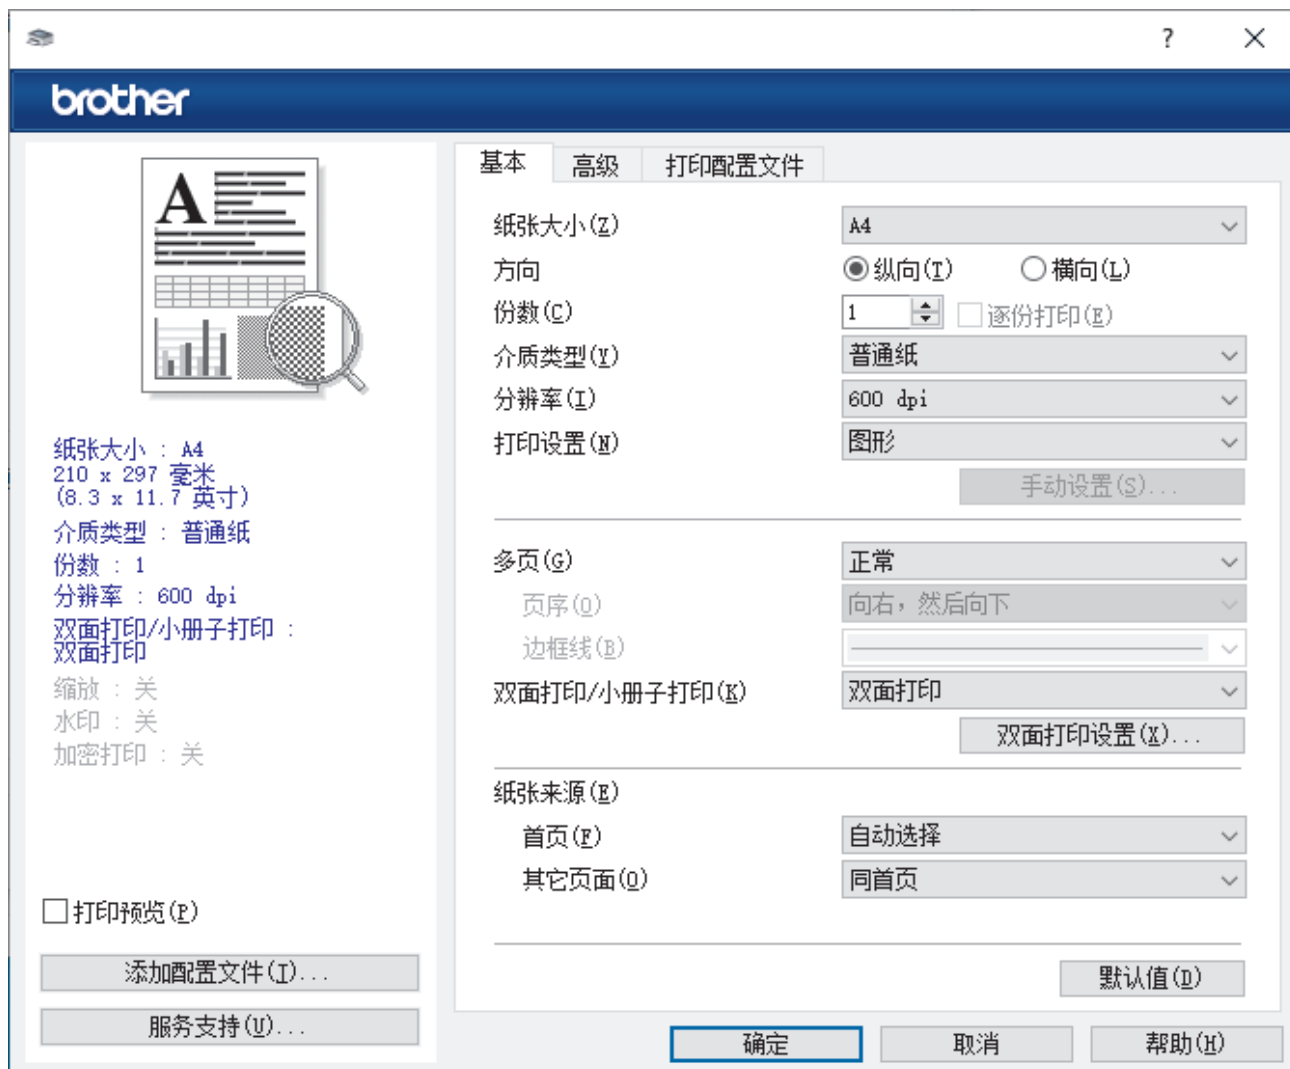 ?
brother
A
纸张大小 : A4
210 x 297 毫米
(8.3 x 11.7 英寸)
介质类型 : 普通纸
份数 : 1
分辨率 : 600 dpi
双面打印/小册子打印 :
双面打印
缩放 : 关
水印 : 关
加密打印 : 关
打印预览(P)
添加配置文件(I)...
服务支持(U)...
基本 高级 打印配置文件
纸张大小(Z) A4
方向 纵向(T) 横向(L)
份数(C) 1 逐份打印(E)
介质类型(Y) 普通纸
分辨率(I) 600 dpi
打印设置(N) 图形
手动设置(S)...
多页(G) 正常
页序(O) 向右, 然后向下
边框线(B)
双面打印/小册子打印(K) 双面打印
双面打印设置(X)...
纸张来源(E)
首页(F) 自动选择
其它页面(O) 同首页
默认值(D)
确定 取消 帮助(H)